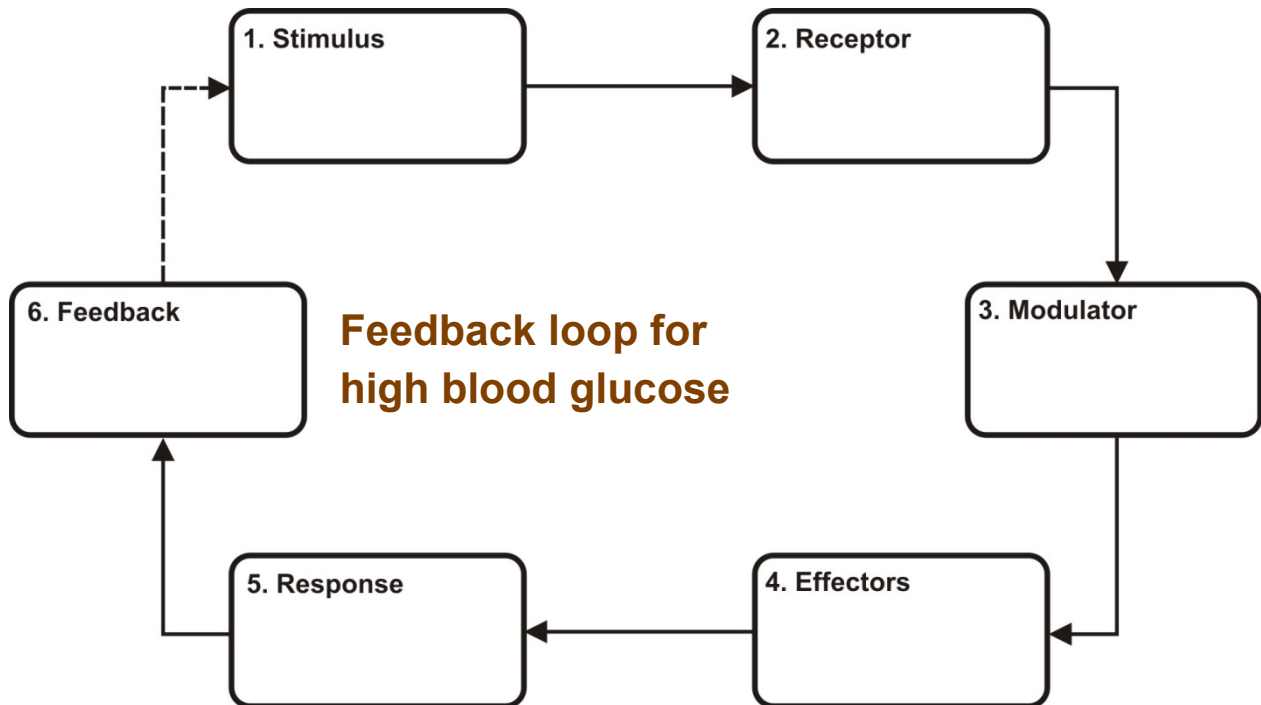 1. Stimulus
2. Receptor
3. Modulator
4. Effectors
5. Response
6. Feedback
Feedback loop for
high blood glucose